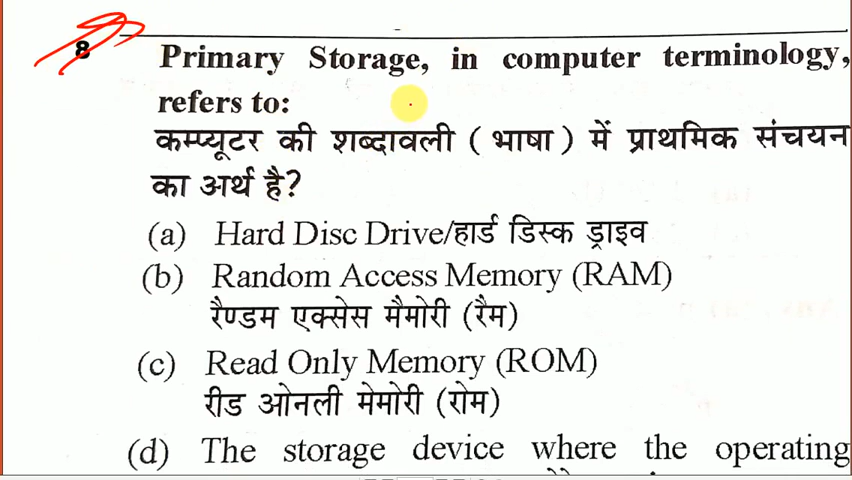 8
Primary Storage, in computer terminology,
refers to:
कम्प्यूटर की शब्दावली ( भाषा ) में प्राथमिक संचयन
का अर्थ है?
(a) Hard Disc Drive/हार्ड डिस्क ड्राइव
(b) Random Access Memory (RAM)
रैण्डम एक्सेस मैमोरी (रैम)
(c) Read Only Memory (ROM)
रीड ओनली मेमोरी (रोम)
(d) The storage device where the operating